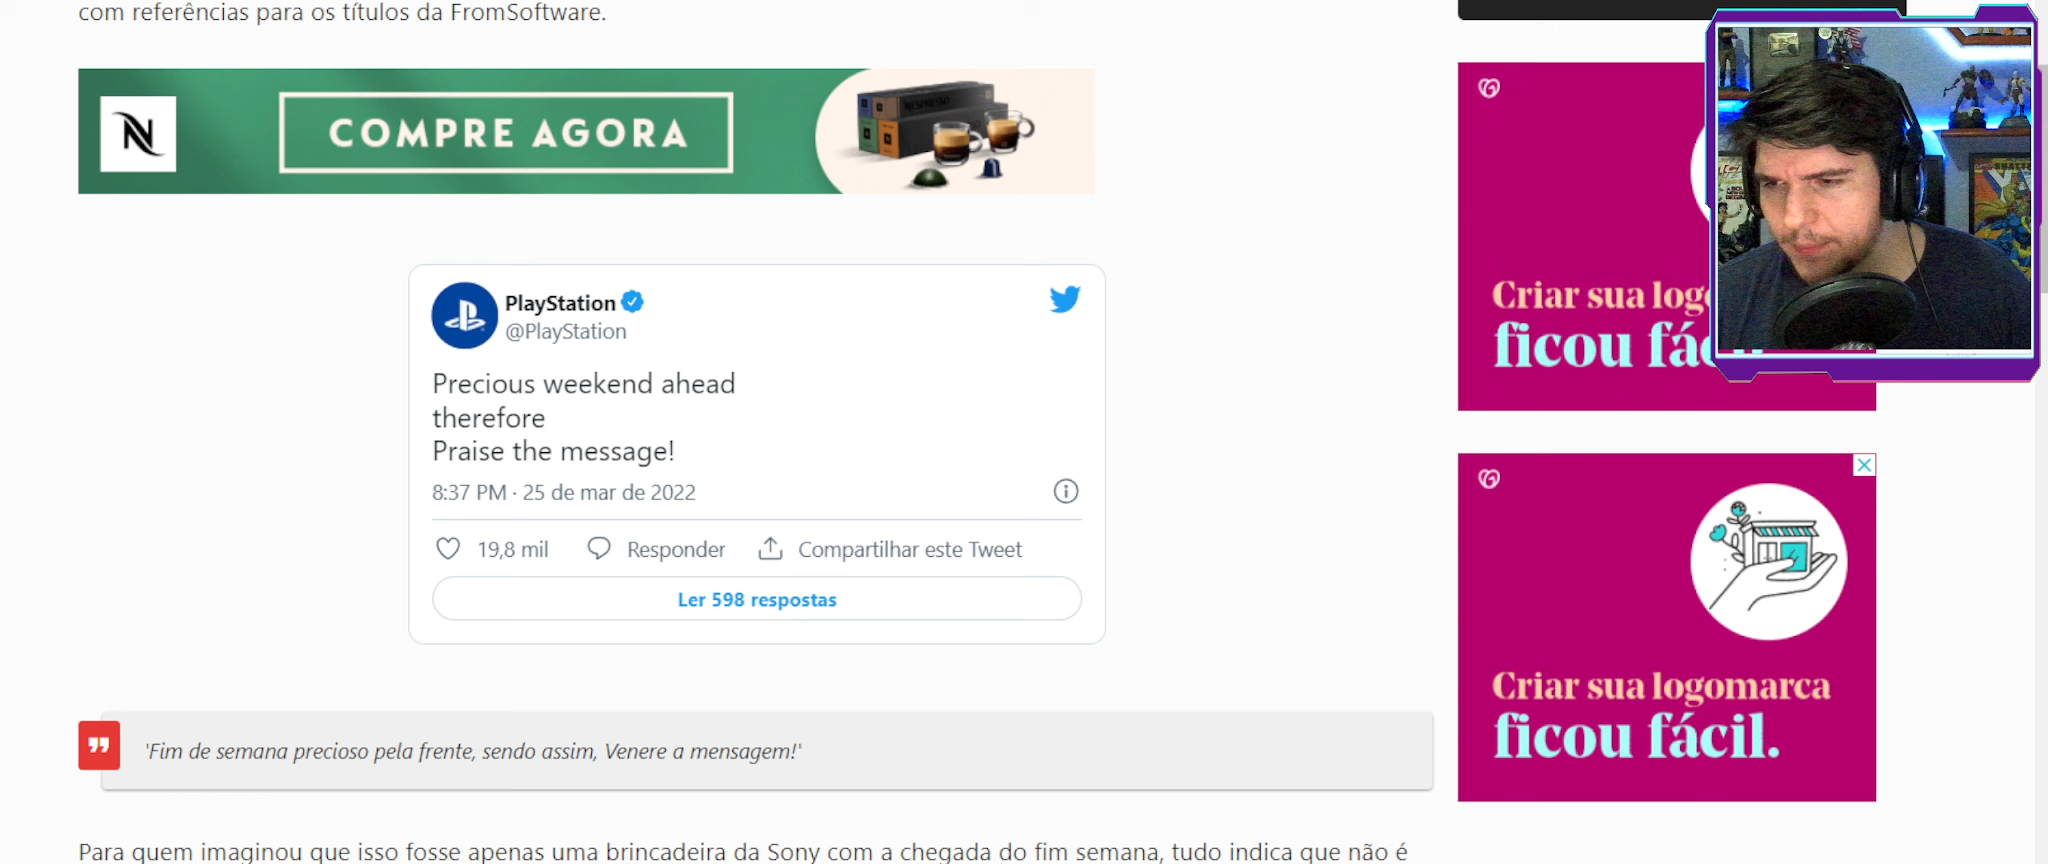 com referências para os títulos da FromSoftware.
N
COMPRE AGORA
NESPRESSO
PlayStation
@PlayStation
Precious weekend ahead
therefore
Praise the message!
8:37 PM · 25 de mar de 2022
19,8 mil
Responder
Compartilhar este Tweet
Ler 598 respostas
'Fim de semana precioso pela frente, sendo assim, Venere a mensagem!'
Para quem imaginou que isso fosse apenas uma brincadeira da Sony com a chegada do fim semana, tudo indica que não é
Criar sua
ficou
Criar sua logomarca
ficou fácil.